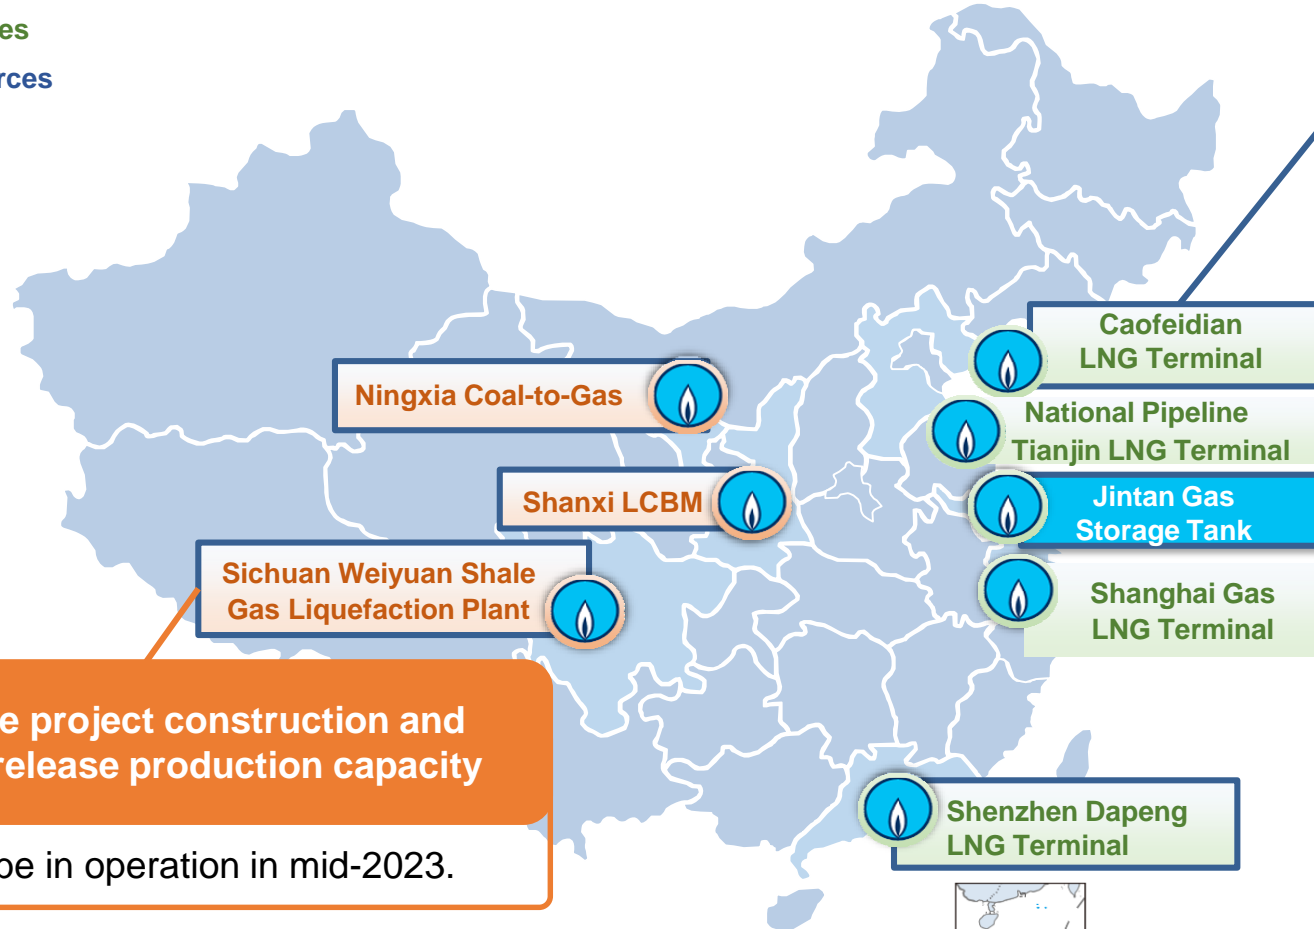 es
rces
Caofeidian
LNG Terminal
Ningxia Coal-to-Gas
National Pipeline
Tianjin LNG Terminal
Shanxi LCBM
Jintan Gas
Storage Tank
Sichuan Weiyuan Shale
Gas Liquefaction Plant
Shanghai Gas
LNG Terminal
e project construction and
release production capacity
be in operation in mid-2023.
Shenzhen Dapeng
LNG Terminal